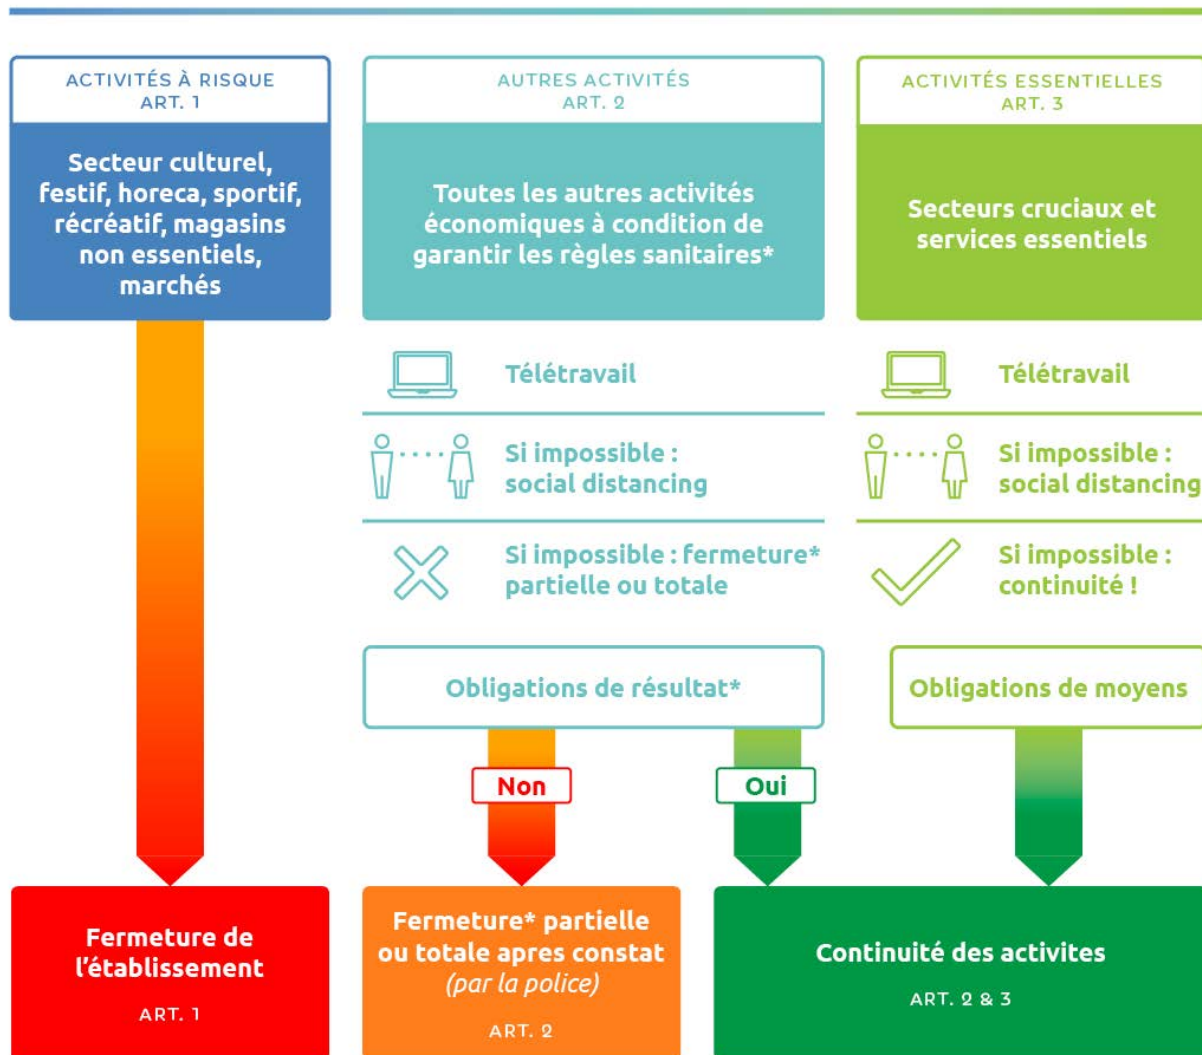 ACTIVITÉS À RISQUE
ART. 1
Secteur culturel,
festif, horeca, sportif,
récréatif, magasins
non essentiels,
marchés
AUTRES ACTIVITÉS
ART. 2
Toutes les autres activités
économiques à condition de
garantir les règles sanitaires*
ACTIVITÉS ESSENTIELLES
ART. 3
Secteurs cruciaux et
services essentiels
Télétravail
Si impossible :
social distancing
Si impossible : fermeture*
partielle ou totale
Télétravail
Si impossible :
social distancing
Si impossible :
continuité !
Obligations de résultat*
Obligations de moyens
Non
Oui
Fermeture de
l'établissement
ART. 1
Fermeture* partielle
ou totale apres constat
(par la police)
ART. 2
Continuité des activites
ART. 2 & 3